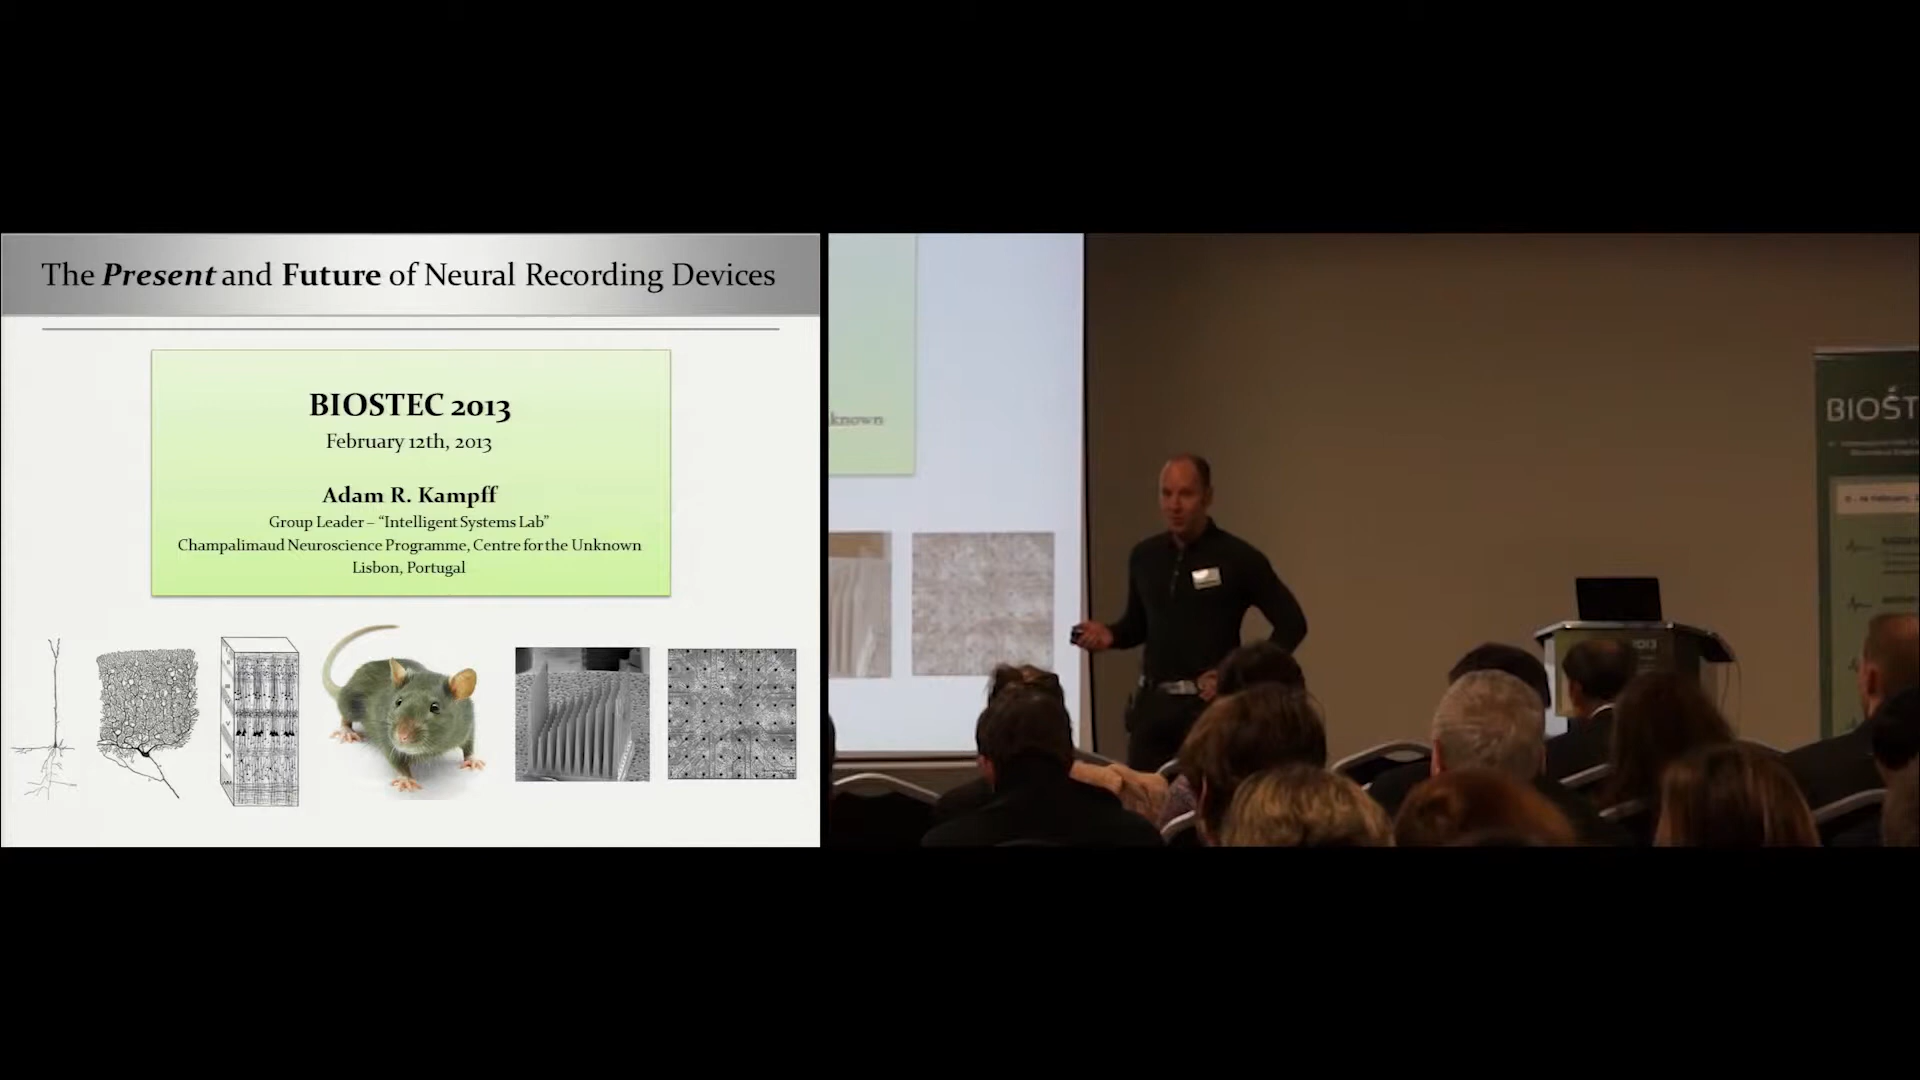 The Present and Future of Neural Recording Devices
BIOSTEC 2013
February 12th, 2013
Adam R. Kampff
Group Leader – “Intelligent Systems Lab”
Champalimaud Neuroscience Programme, Centre for the Unknown
Lisbon, Portugal
known
BIOST
2013